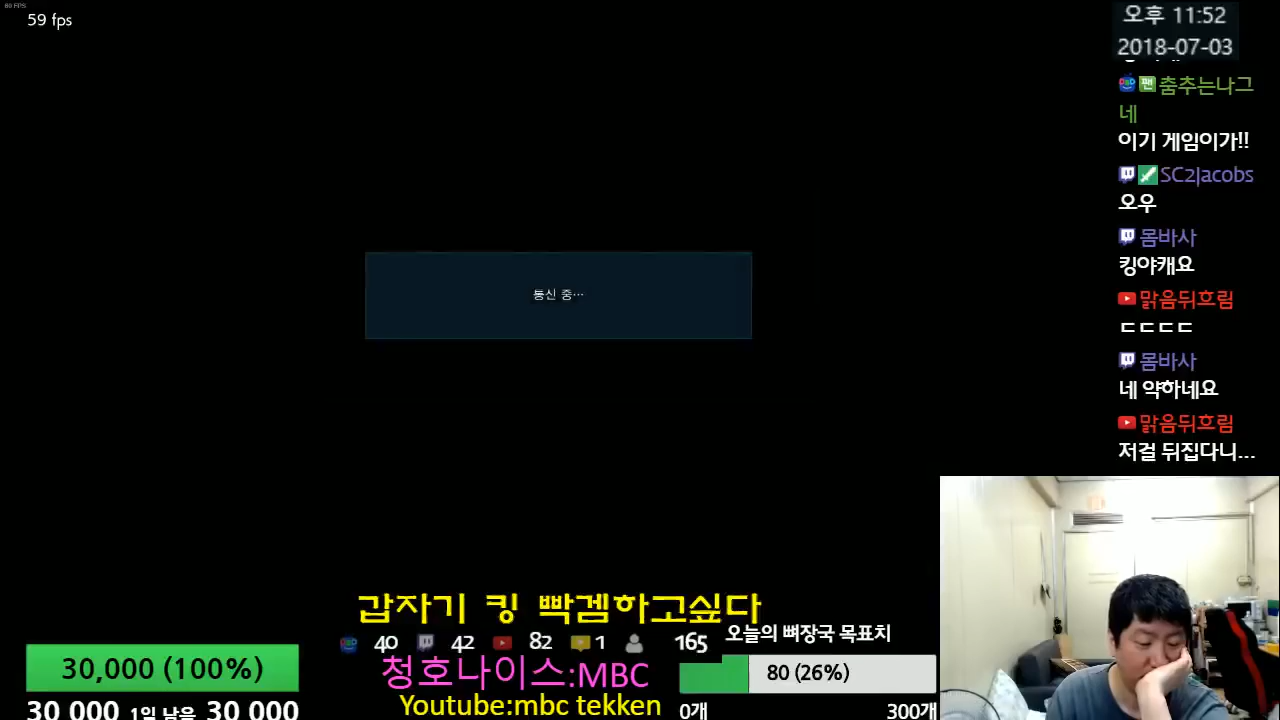 60 FPS
59 fps
오후 11:52
2018-07-03
팬 춤추는나그
네
이기 게임이가!!
SC2Jacobs
오우
몸바사
킹야캐요
맑음뒤흐림
ㄷㄷㄷㄷ
몸바사
네 약하네요
맑음뒤흐림
저걸 뒤집다니...
통신 중…
갑자기 킹 빡겜하고싶다
40 42 82 1 165
오늘의 뼈장국 목표치
30,000 (100%)
청호나이스:MBC
80 (26%)
30 000 1일 남음 30 000
Youtube:mbc tekken
0개 300개